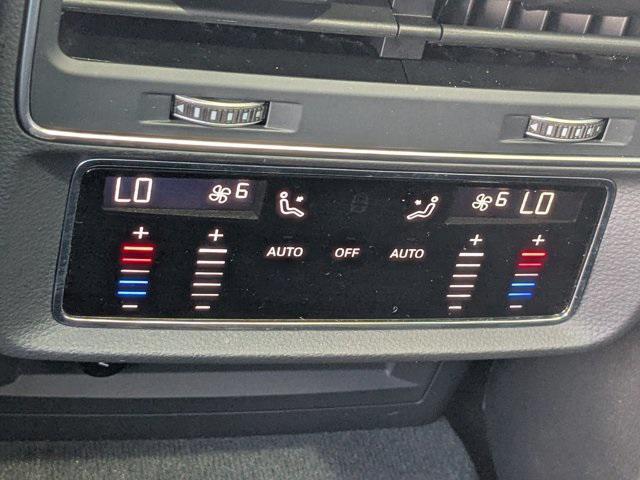 LO 6 6 LO
+ + + +
AUTO OFF AUTO